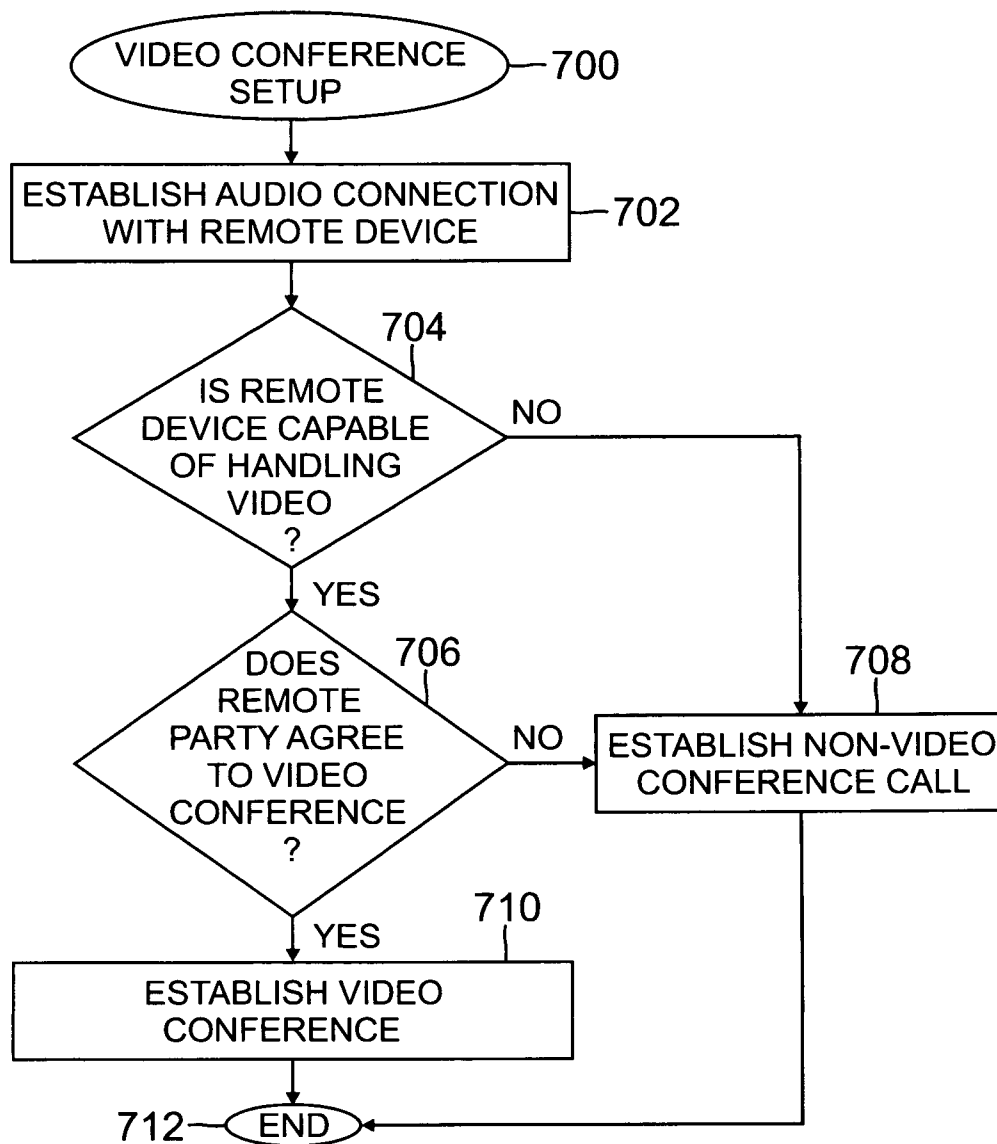 VIDEO CONFERENCE
SETUP
700
ESTABLISH AUDIO CONNECTION
WITH REMOTE DEVICE
702
704
IS REMOTE
DEVICE CAPABLE
OF HANDLING
VIDEO
?
NO
YES
706
DOES
REMOTE
PARTY AGREE
TO VIDEO
CONFERENCE
?
NO
708
ESTABLISH NON-VIDEO
CONFERENCE CALL
YES
710
ESTABLISH VIDEO
CONFERENCE
712
END